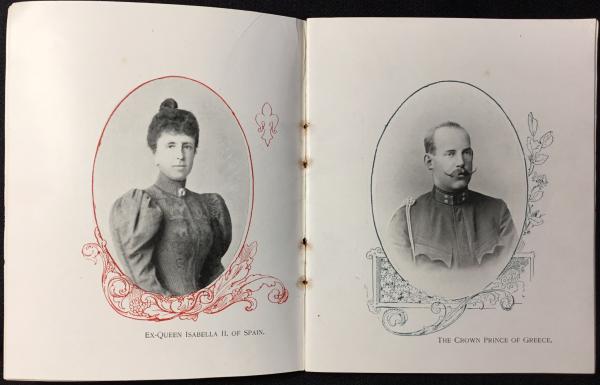 EX-QUEEN ISABELLA II. OF SPAIN.
THE CROWN PRINCE OF GREECE.